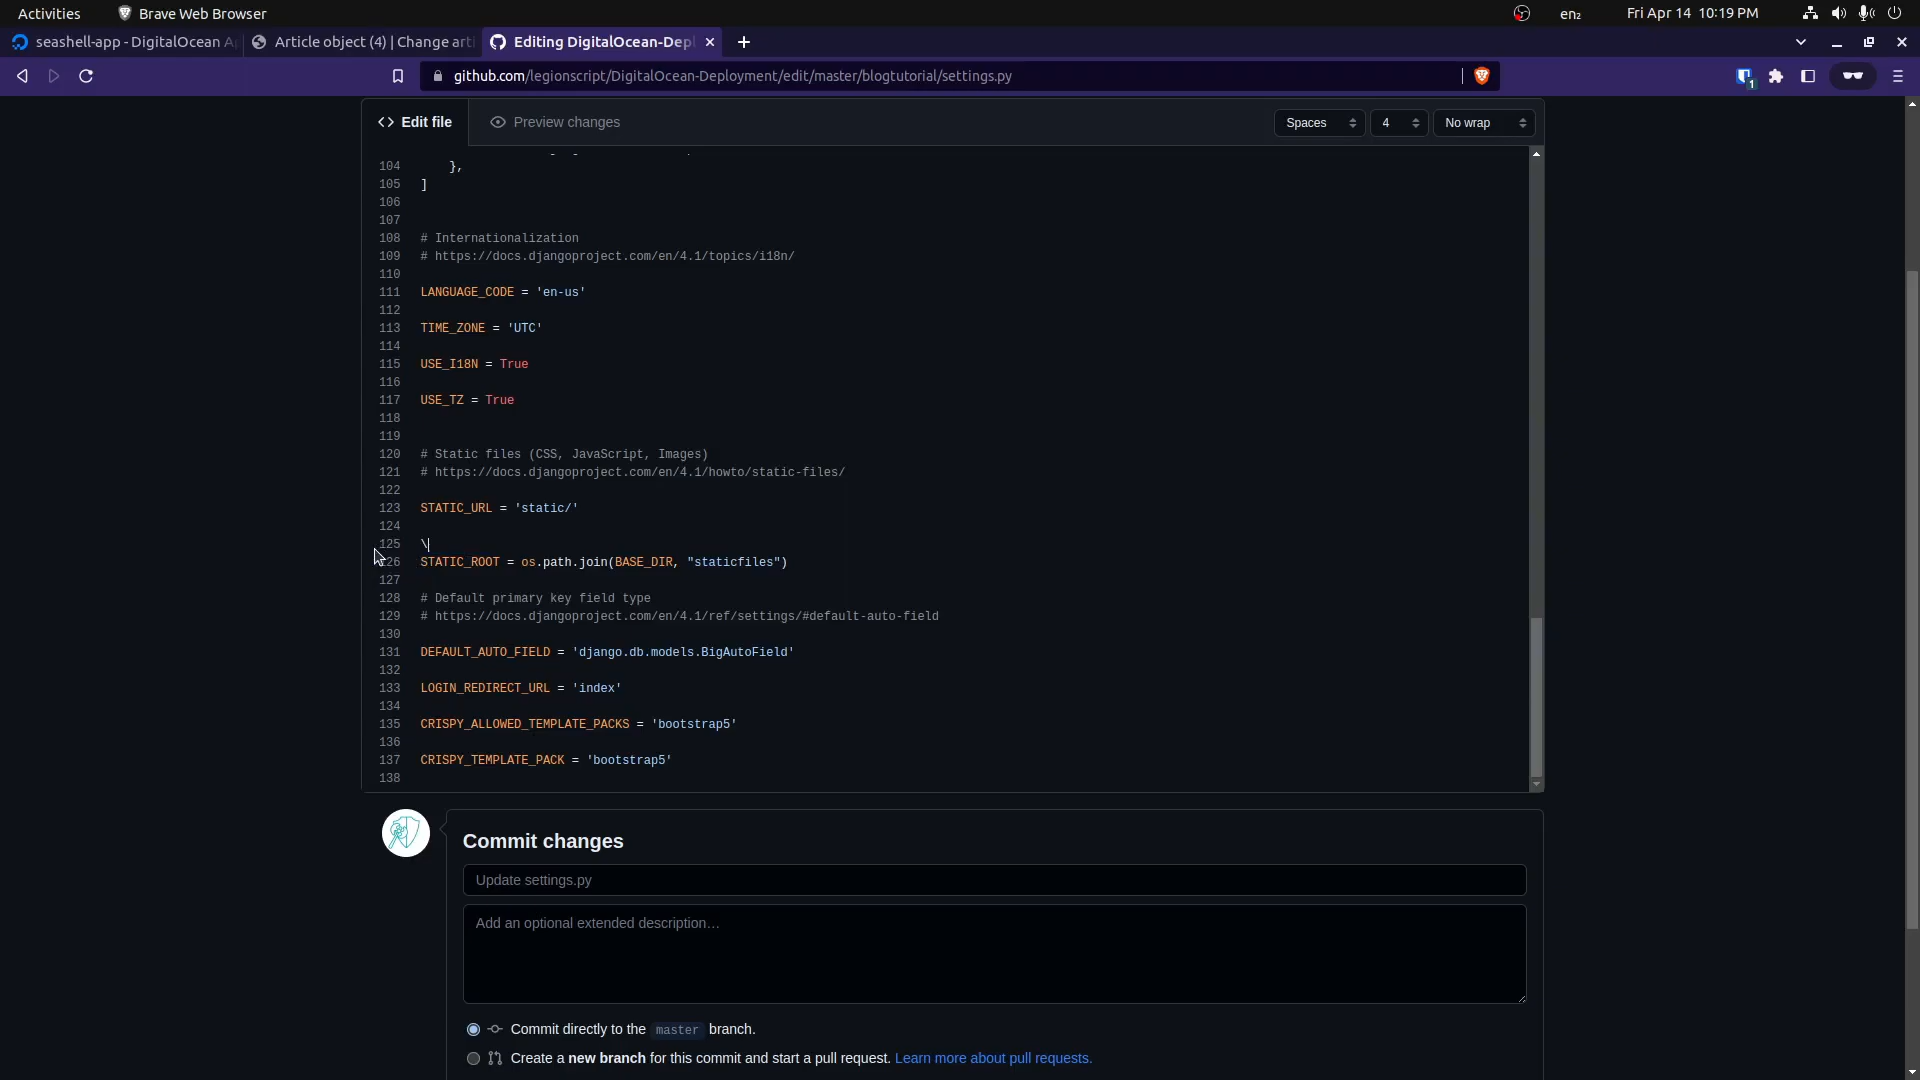 Activities
Brave Web Browser
en₂
Fri Apr 14 10:19 PM
seashell-app - DigitalOcean A
Article object (4) | Change art
Editing DigitalOcean-Depl
github.com/legionscript/DigitalOcean-Deployment/edit/master/blogtutorial/settings.py
1
<> Edit file
Preview changes
Spaces
4
No wrap
104 },
105 ]
106
107
108 # Internationalization
109 # https://docs.djangoproject.com/en/4.1/topics/i18n/
110
111 LANGUAGE_CODE = 'en-us'
112
113 TIME_ZONE = 'UTC'
114
115 USE_I18N = True
116
117 USE_TZ = True
118
119
120 # Static files (CSS, JavaScript, Images)
121 # https://docs.djangoproject.com/en/4.1/howto/static-files/
122
123 STATIC_URL = 'static/'
124
125 \
126 STATIC_ROOT = os.path.join(BASE_DIR, "staticfiles")
127
128 # Default primary key field type
129 # https://docs.djangoproject.com/en/4.1/ref/settings/#default-auto-field
130
131 DEFAULT_AUTO_FIELD = 'django.db.models.BigAutoField'
132
133 LOGIN_REDIRECT_URL = 'index'
134
135 CRISPY_ALLOWED_TEMPLATE_PACKS = 'bootstrap5'
136
137 CRISPY_TEMPLATE_PACK = 'bootstrap5'
138
Commit changes
Update settings.py
Add an optional extended description…
Commit directly to the master branch.
Create a new branch for this commit and start a pull request. Learn more about pull requests.